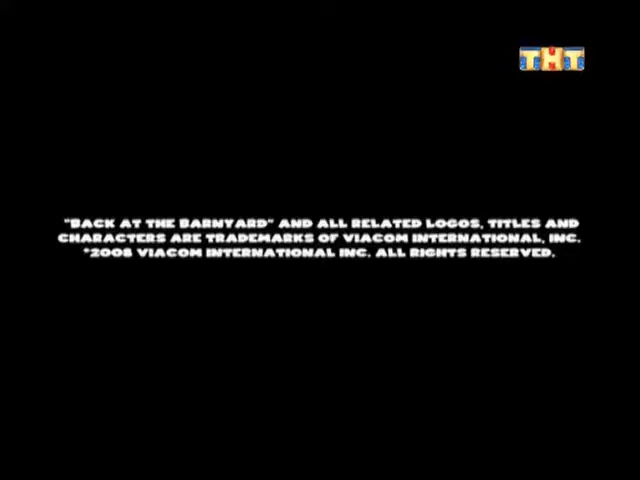 ТНТ
"BACK AT THE BARNYARD" AND ALL RELATED LOGOS, TITLES AND
CHARACTERS ARE TRADEMARKS OF VIACOM INTERNATIONAL, INC.
©2008 VIACOM INTERNATIONAL INC. ALL RIGHTS RESERVED.